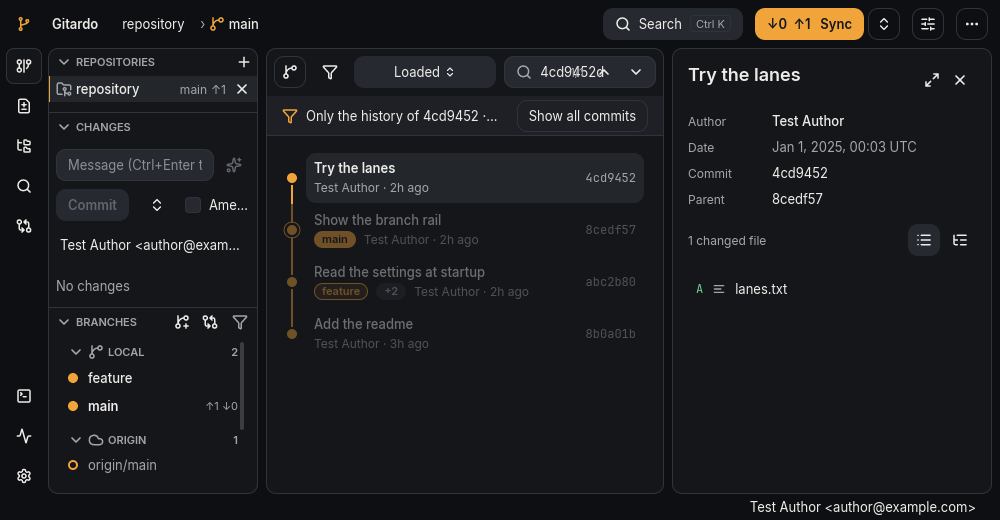 Gitardo repository › main
Search Ctrl K
↓0 ↑1 Sync
REPOSITORIES
repository main ↑1
CHANGES
Message (Ctrl+Enter t
Commit
Ame...
Test Author <author@exam...
No changes
BRANCHES
LOCAL 2
feature
main ↑1 ↓0
ORIGIN 1
origin/main
Loaded
Only the history of 4cd9452 ·...
Show all commits
Try the lanes
Test Author · 2h ago
4cd9452
Show the branch rail
main Test Author · 2h ago
8cedf57
Read the settings at startup
feature +2 Test Author · 2h ago
abc2b80
Add the readme
Test Author · 3h ago
8b0a01b
Try the lanes
Author Test Author
Date Jan 1, 2025, 00:03 UTC
Commit 4cd9452
Parent 8cedf57
1 changed file
A lanes.txt
Test Author <author@example.com>